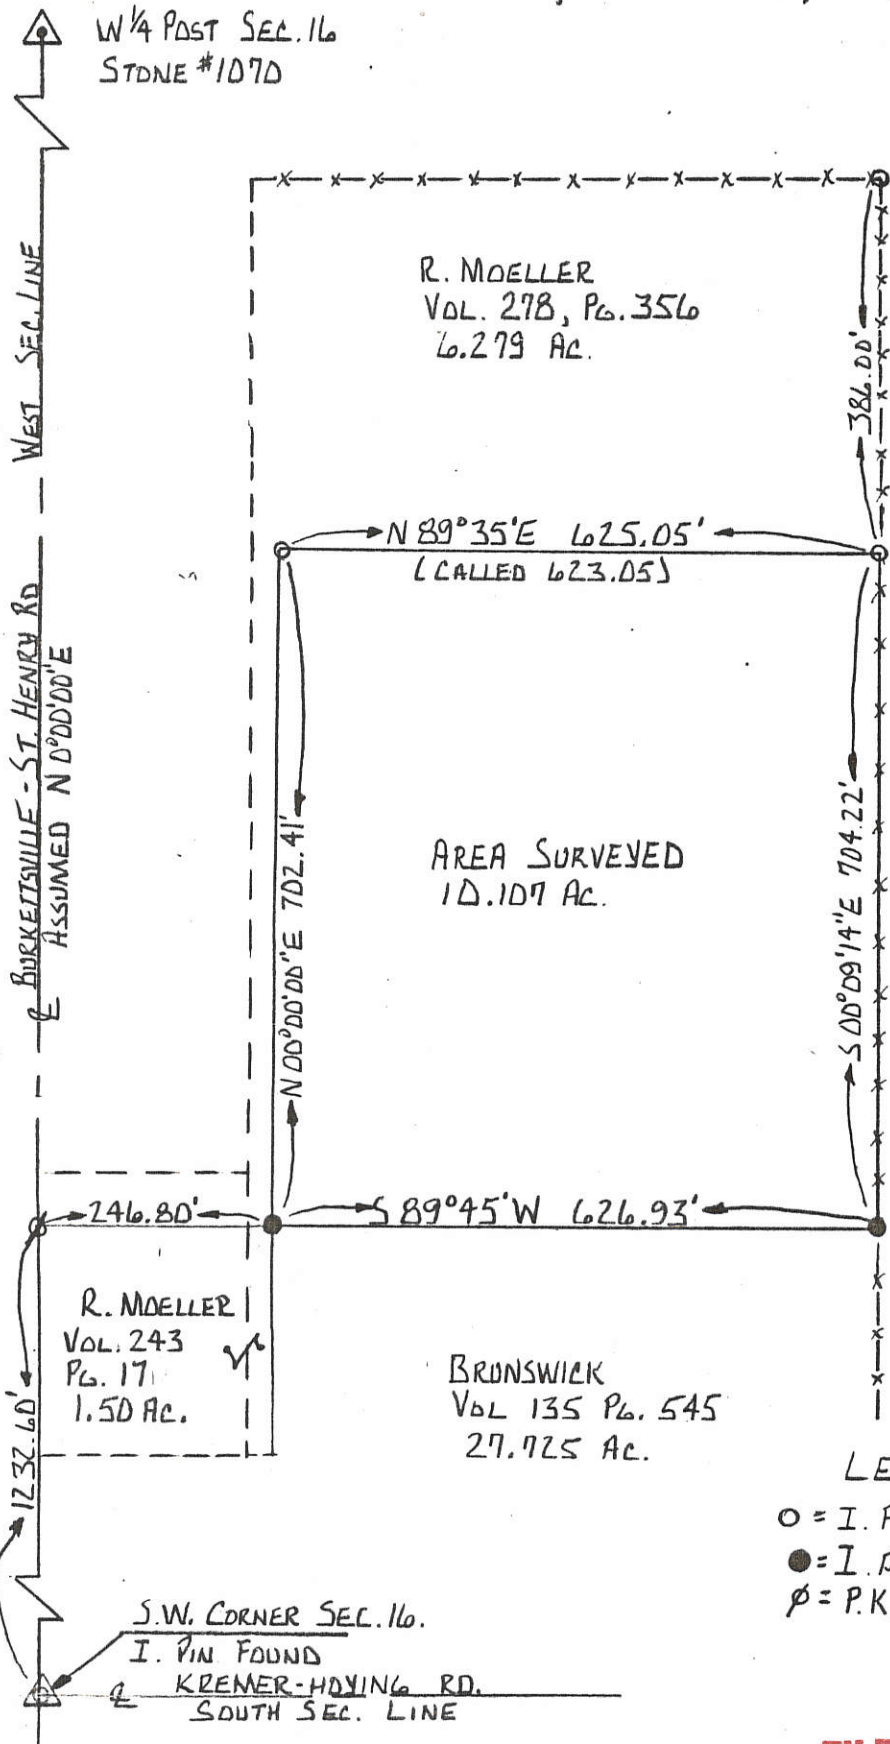 W 1/4 POST SEC. 16
STONE #1070
WEST SEC. LINE
R. MOELLER
VOL. 278, PG. 356
6.279 AC.
386.00'
N 89°35'E 625.05'
(CALLED 623.05)
℄ BURKETTSVILLE - ST. HENRY RD
ASSUMED N 0°00'00"E
N 00°00'00"E 702.41'
AREA SURVEYED
10.107 AC.
S 00°09'14"E 704.22'
246.80'
S 89°45'W 626.93'
R. MOELLER
VOL. 243
PG. 17
1.50 AC.
BRUNSWICK
VOL 135 PG. 545
27.725 AC.
1232.60'
LE
O = I. P
● = I. P
Ø = P.K
S.W. CORNER SEC. 16.
I. PIN FOUND
℄ KREMER-HOYING RD.
SOUTH SEC. LINE